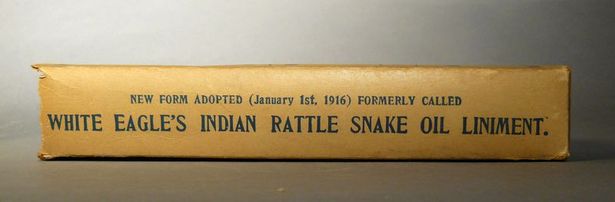 NEW FORM ADOPTED (January 1st, 1916) FORMERLY CALLED
WHITE EAGLE'S INDIAN RATTLE SNAKE OIL LINIMENT.